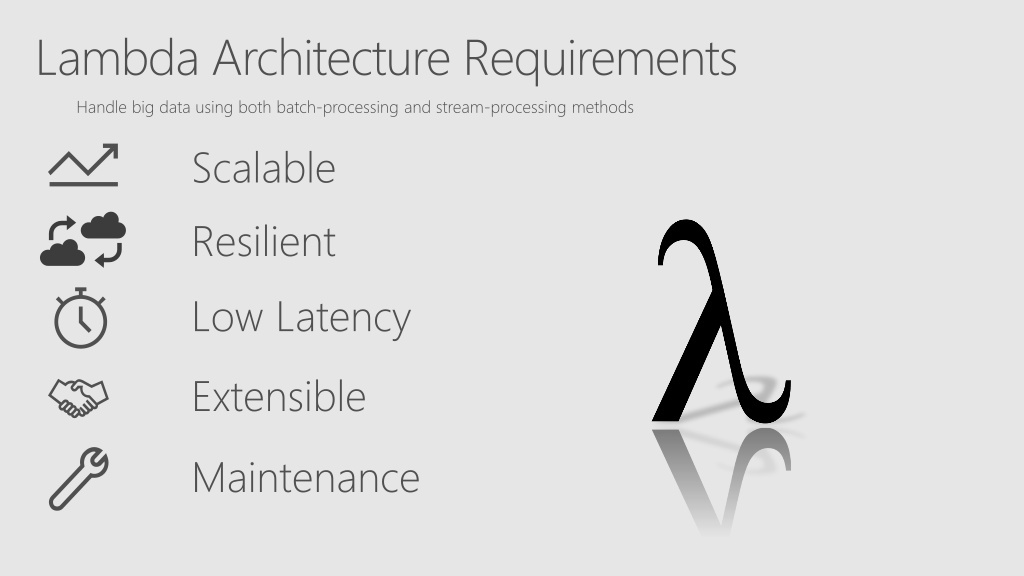 Lambda Architecture Requirements
Handle big data using both batch-processing and stream-processing methods
Scalable
Resilient
Low Latency
Extensible
Maintenance
λ